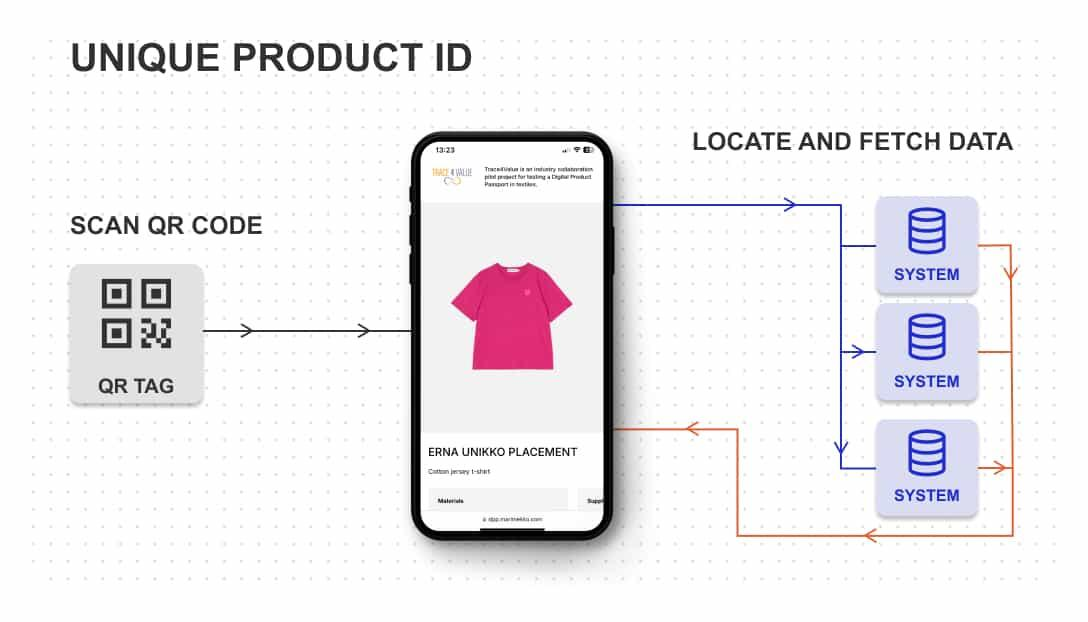 UNIQUE PRODUCT ID
SCAN QR CODE
QR TAG
13:23
TRACE 4 VALUE
Trace4Value is an industry collaboration
pilot project for testing a Digital Product
Passport in textiles.
ERNA UNIKKO PLACEMENT
Cotton jersey t-shirt
Materials
Suppl
dpp.marimekko.com
LOCATE AND FETCH DATA
SYSTEM
SYSTEM
SYSTEM